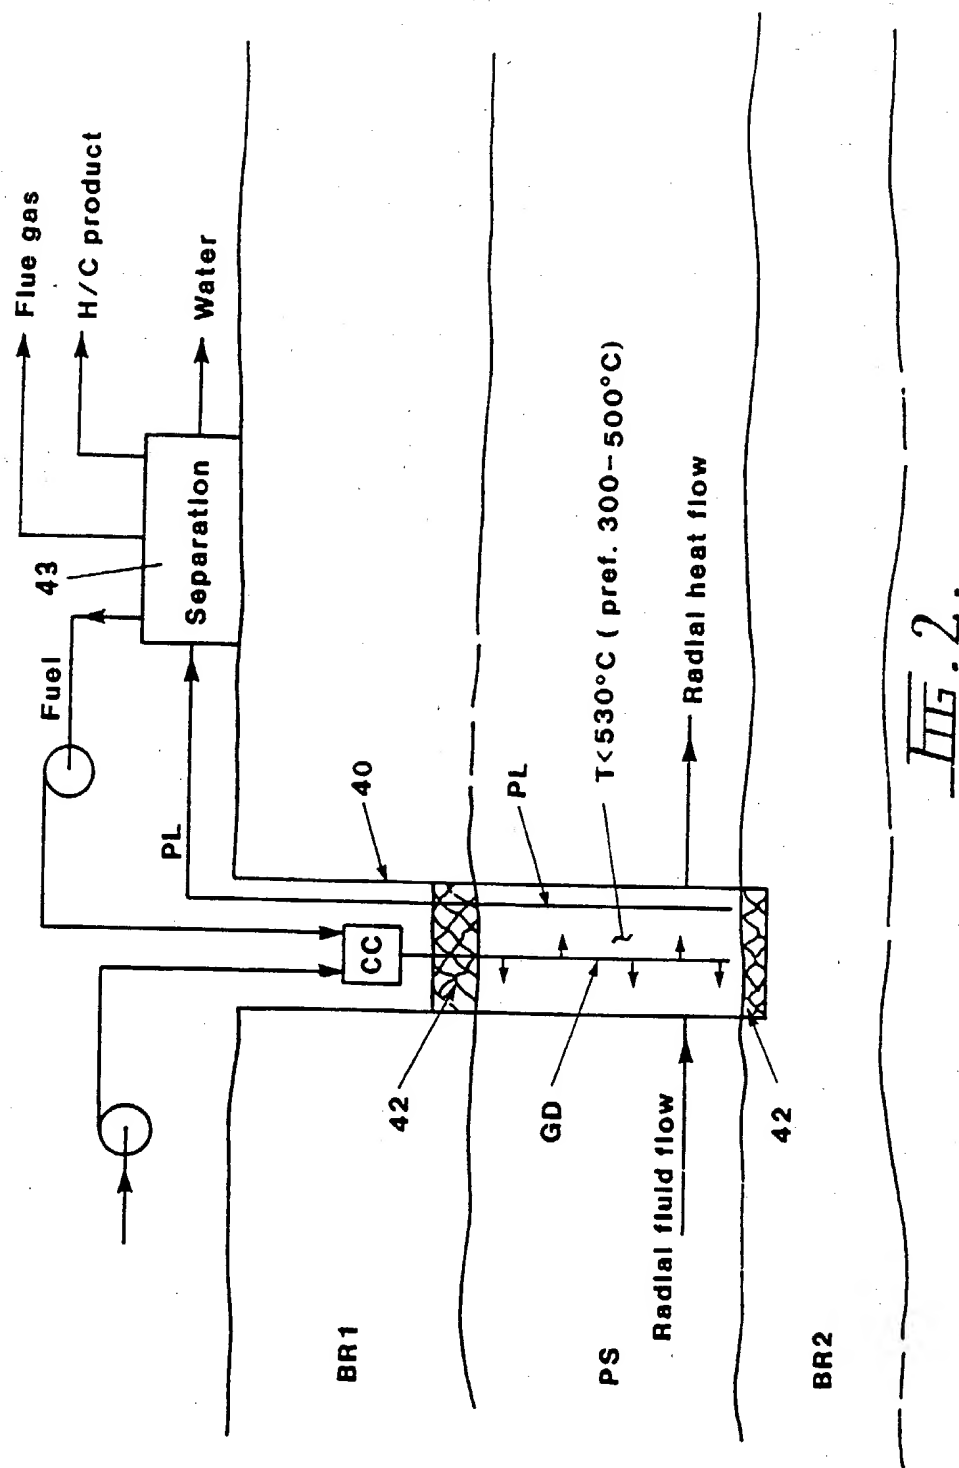 Flue gas
H/C product
Water
43
Separation
Fuel
PL
40
CC
PL
T<530°C ( pref. 300-500°C)
Radial heat flow
42
GD
Radial fluid flow
42
BR1
PS
BR2
FIG. 2.